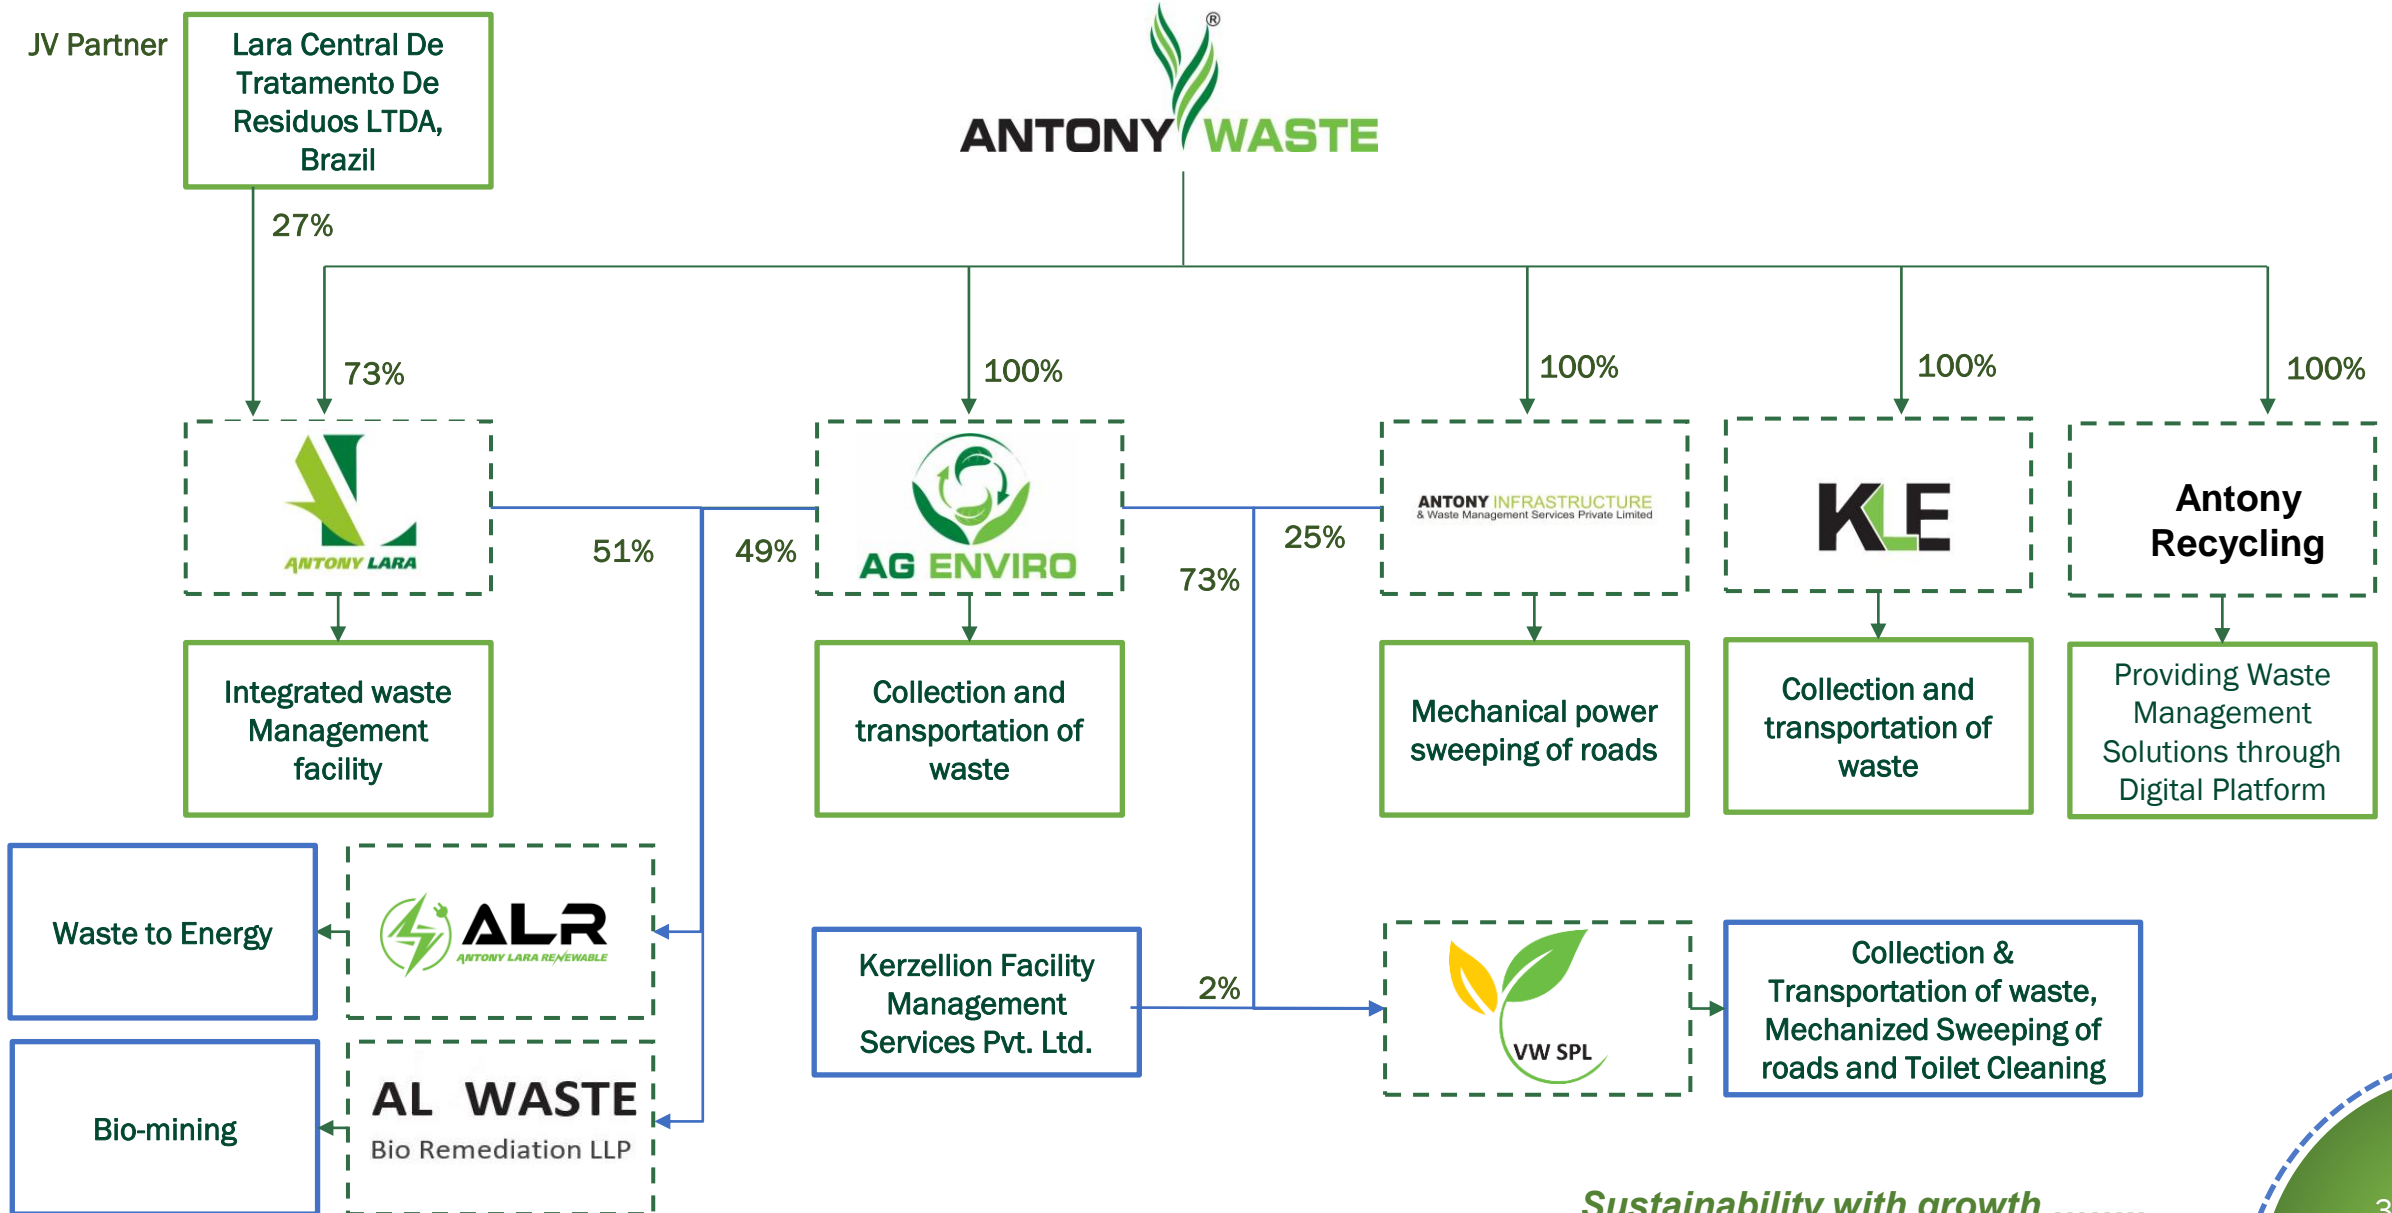 JV Partner
Lara Central De
Tratamento De
Residuos LTDA,
Brazil
®
ANTONY WASTE
27%
73%
100%
100%
100%
100%
ANTONY LARA
51%
49%
AG ENVIRO
73%
25%
ANTONY INFRASTRUCTURE
& Waste Management Services Private Limited
KLE
Antony
Recycling
Integrated waste
Management
facility
Collection and
transportation of
waste
Mechanical power
sweeping of roads
Collection and
transportation of
waste
Providing Waste
Management
Solutions through
Digital Platform
Waste to Energy
ALR
ANTONY LARA RENEWABLE
Kerzellion Facility
Management
Services Pvt. Ltd.
2%
VW SPL
Collection &
Transportation of waste,
Mechanized Sweeping of
roads and Toilet Cleaning
Bio-mining
AL WASTE
Bio Remediation LLP
Sustainability with growth ........
3